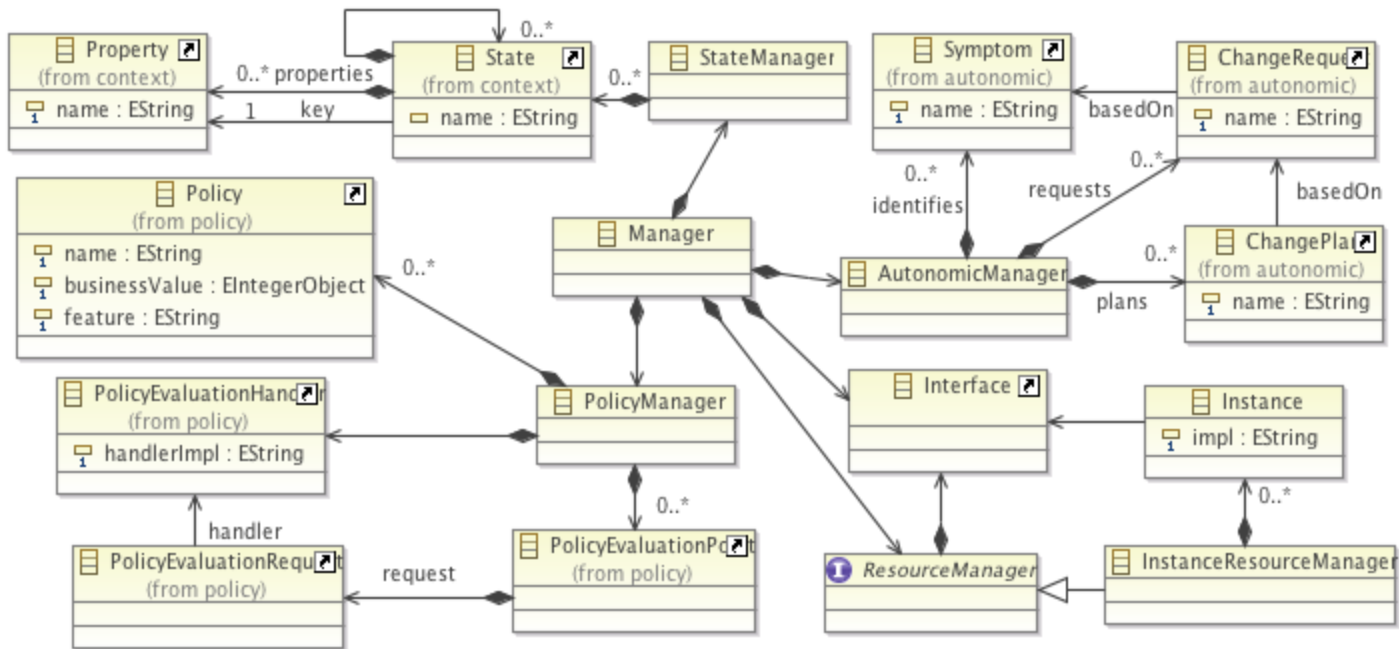 0..*
Property
(from context)
name : EString
0..* properties
1 key
State
(from context)
name : EString
0..*
StateManager
Symptom
(from autonomic)
name : EString
basedOn
ChangeReque
(from autonomic)
name : EString
0..*
identifies
requests
0..*
basedOn
Policy
(from policy)
name : EString
businessValue : EIntegerObject
feature : EString
0..*
Manager
AutonomicManager
0..*
plans
ChangePla
(from autonomic)
name : EString
PolicyEvaluationHandler
(from policy)
handlerImpl : EString
PolicyManager
Interface
Instance
impl : EString
0..*
0..*
handler
PolicyEvaluationRequest
(from policy)
request
PolicyEvaluationPoint
(from policy)
I ResourceManager
InstanceResourceManager